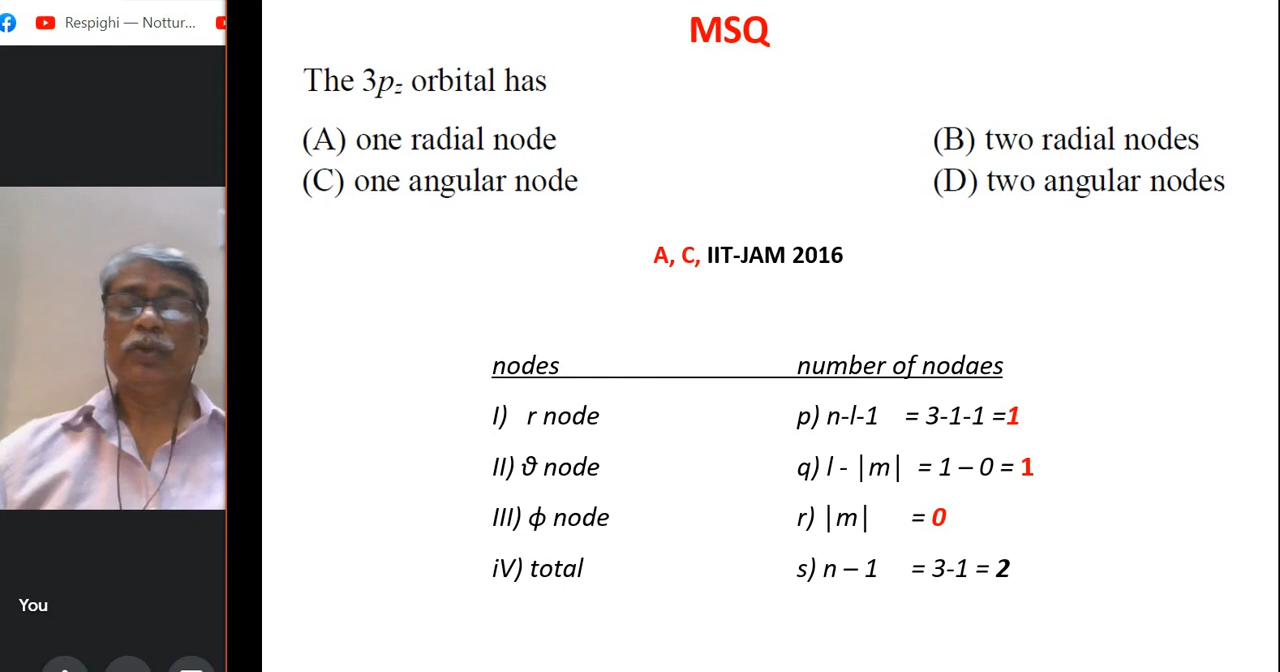 Respighi — Nottur...
MSQ
The 3p𝓏 orbital has
(A) one radial node (B) two radial nodes
(C) one angular node (D) two angular nodes
A, C, IIT-JAM 2016
nodes number of nodaes
I) r node p) n-l-1 = 3-1-1 =1
II) ϑ node q) l - |m| = 1 – 0 = 1
III) ϕ node r) |m| = 0
iV) total s) n – 1 = 3-1 = 2
You